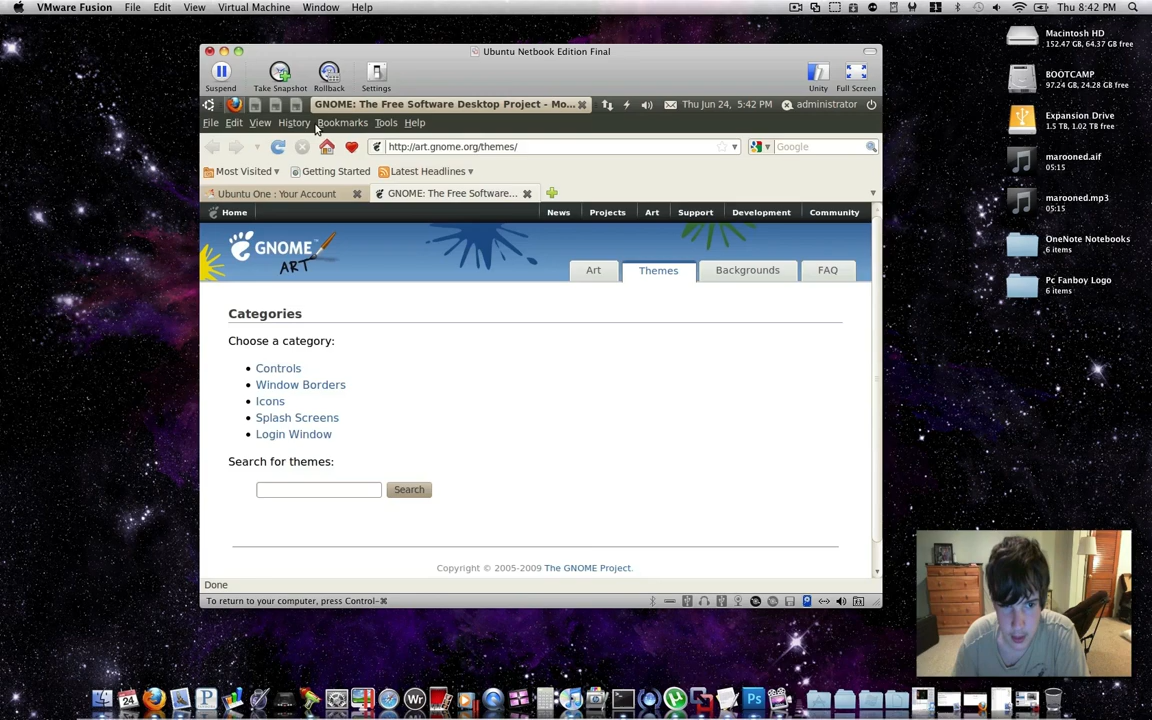 VMware Fusion File Edit View Virtual Machine Window Help Thu 8:42 PM
Ubuntu Netbook Edition Final
Suspend Take Snapshot Rollback Settings Unity Full Screen
GNOME: The Free Software Desktop Project - Mo... Thu Jun 24, 5:42 PM administrator
File Edit View History Bookmarks Tools Help
http://art.gnome.org/themes/ Google
Most Visited Getting Started Latest Headlines
Ubuntu One : Your Account GNOME: The Free Software...
Home News Projects Art Support Development Community
GNOME™
ART
Art Themes Backgrounds FAQ
Categories
Choose a category:
Controls
Window Borders
Icons
Splash Screens
Login Window
Search for themes:
Search
Copyright © 2005-2009 The GNOME Project.
Done
To return to your computer, press Control-⌘
Macintosh HD
152.47 GB, 64.37 GB free
BOOTCAMP
97.24 GB, 24.28 GB free
Expansion Drive
1.5 TB, 1.02 TB free
marooned.aif
05:15
marooned.mp3
05:15
OneNote Notebooks
6 items
Pc Fanboy Logo
6 items
24
Wr
Ps